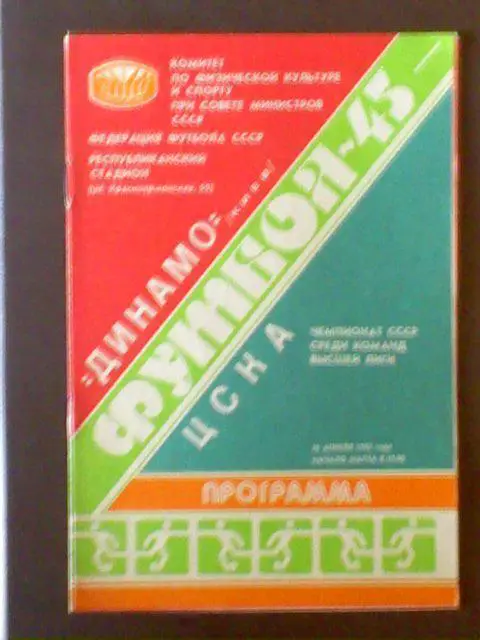 КОМИТЕТ
ПО ФИЗИЧЕСКОЙ КУЛЬТУРЕ
И СПОРТУ
ПРИ СОВЕТЕ МИНИСТРОВ
СССР
ФЕДЕРАЦИЯ ФУТБОЛА СССР
РЕСПУБЛИКАНСКИЙ
СТАДИОН
"ДИНАМО"
ФУТБОЛ-45
ЦСКА
ЧЕМПИОНАТ СССР
СРЕДИ КОМАНД
ВЫСШЕЙ ЛИГИ
ПРОГРАММА